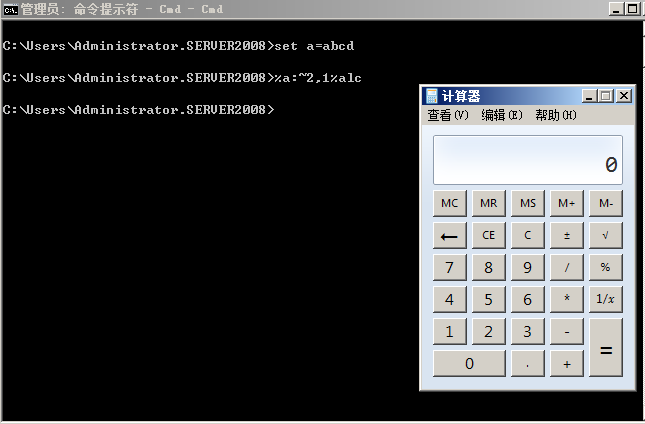 管理员: 命令提示符 - Cmd - Cmd
C:\Users\Administrator.SERVER2008>set a=abcd
C:\Users\Administrator.SERVER2008>%a:~2,1%alc
C:\Users\Administrator.SERVER2008>
计算器
查看(V) 编辑(E) 帮助(H)
0
MC MR MS M+ M-
← CE C ± √
7 8 9 / %
4 5 6 * 1/x
1 2 3 - =
0 . +